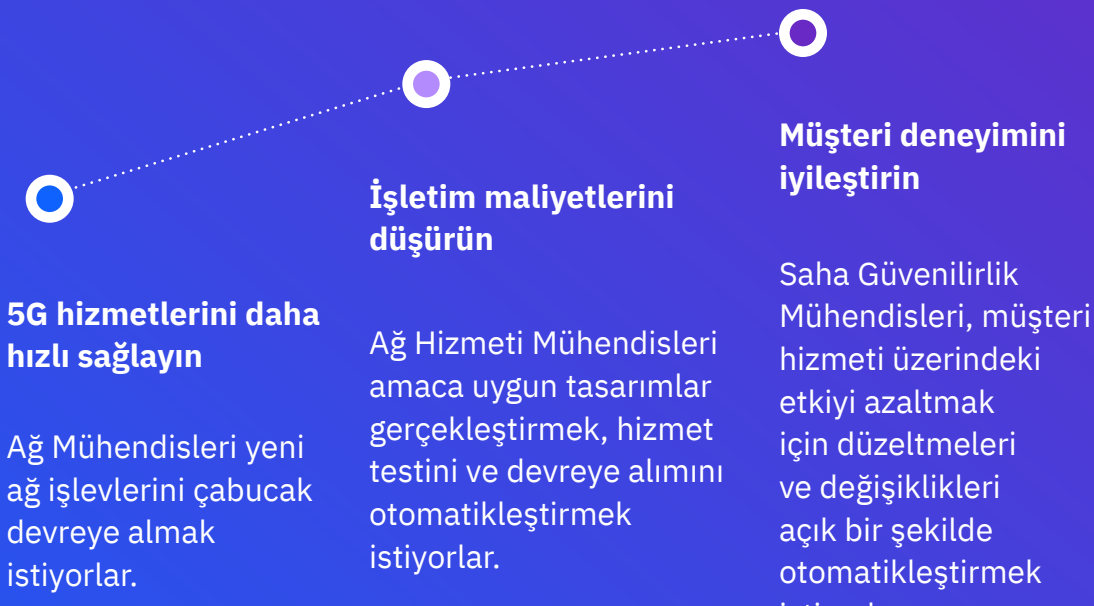 5G hizmetlerini daha
hızlı sağlayın
Ağ Mühendisleri yeni
ağ işlevlerini çabucak
devreye almak
istiyorlar.
İşletim maliyetlerini
düşürün
Ağ Hizmeti Mühendisleri
amaca uygun tasarımlar
gerçekleştirmek, hizmet
testini ve devreye alımını
otomatikleştirmek
istiyorlar.
Müşteri deneyimini
iyileştirin
Saha Güvenilirlik
Mühendisleri, müşteri
hizmeti üzerindeki
etkiyi azaltmak
için düzeltmeleri
ve değişiklikleri
açık bir şekilde
otomatikleştirmek